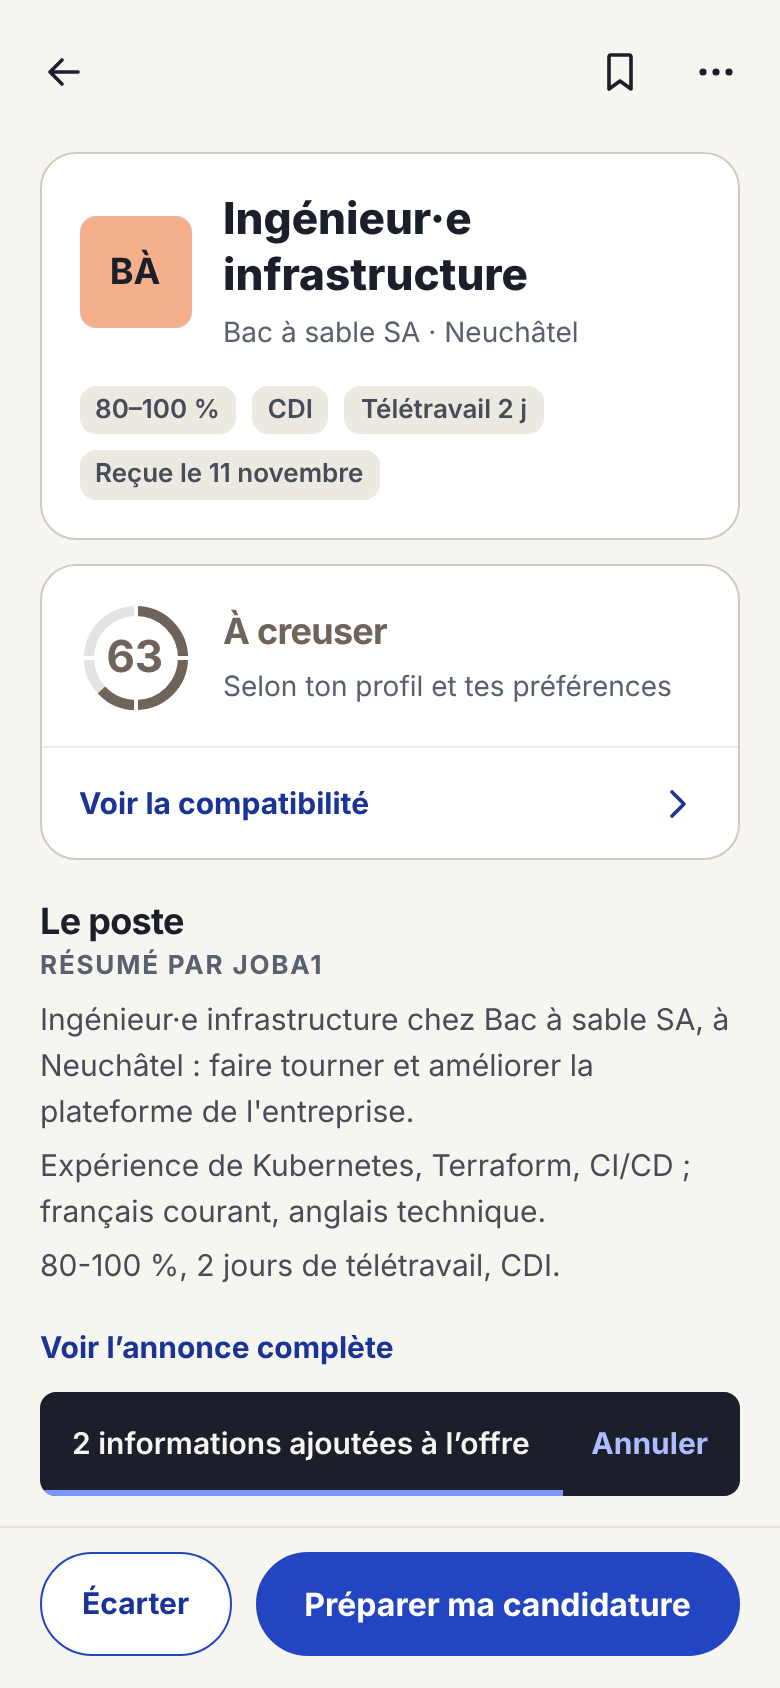 BÀ
Ingénieur·e
infrastructure
Bac à sable SA · Neuchâtel
80–100 %
CDI
Télétravail 2 j
Reçue le 11 novembre
63
À creuser
Selon ton profil et tes préférences
Voir la compatibilité
Le poste
RÉSUMÉ PAR JOBA1
Ingénieur·e infrastructure chez Bac à sable SA, à
Neuchâtel : faire tourner et améliorer la
plateforme de l'entreprise.
Expérience de Kubernetes, Terraform, CI/CD ;
français courant, anglais technique.
80-100 %, 2 jours de télétravail, CDI.
Voir l’annonce complète
2 informations ajoutées à l’offre
Annuler
Écarter
Préparer ma candidature